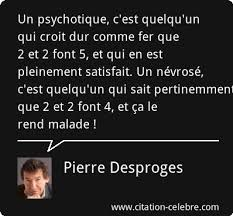 Un psychotique, c'est quelqu'un
qui croit dur comme fer que
2 et 2 font 5, et qui en est
pleinement satisfait. Un névrosé,
c'est quelqu'un qui sait pertinemment
que 2 et 2 font 4, et ça le
rend malade !
Pierre Desproges
www.citation-celebre.com